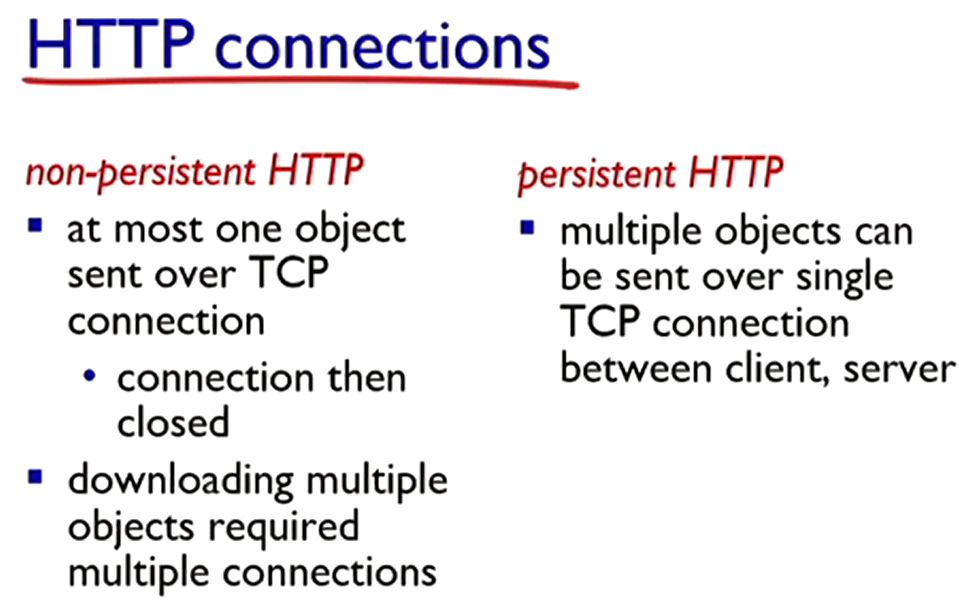 HTTP connections
non-persistent HTTP
at most one object
sent over TCP
connection
connection then
closed
downloading multiple
objects required
multiple connections
persistent HTTP
multiple objects can
be sent over single
TCP connection
between client, server